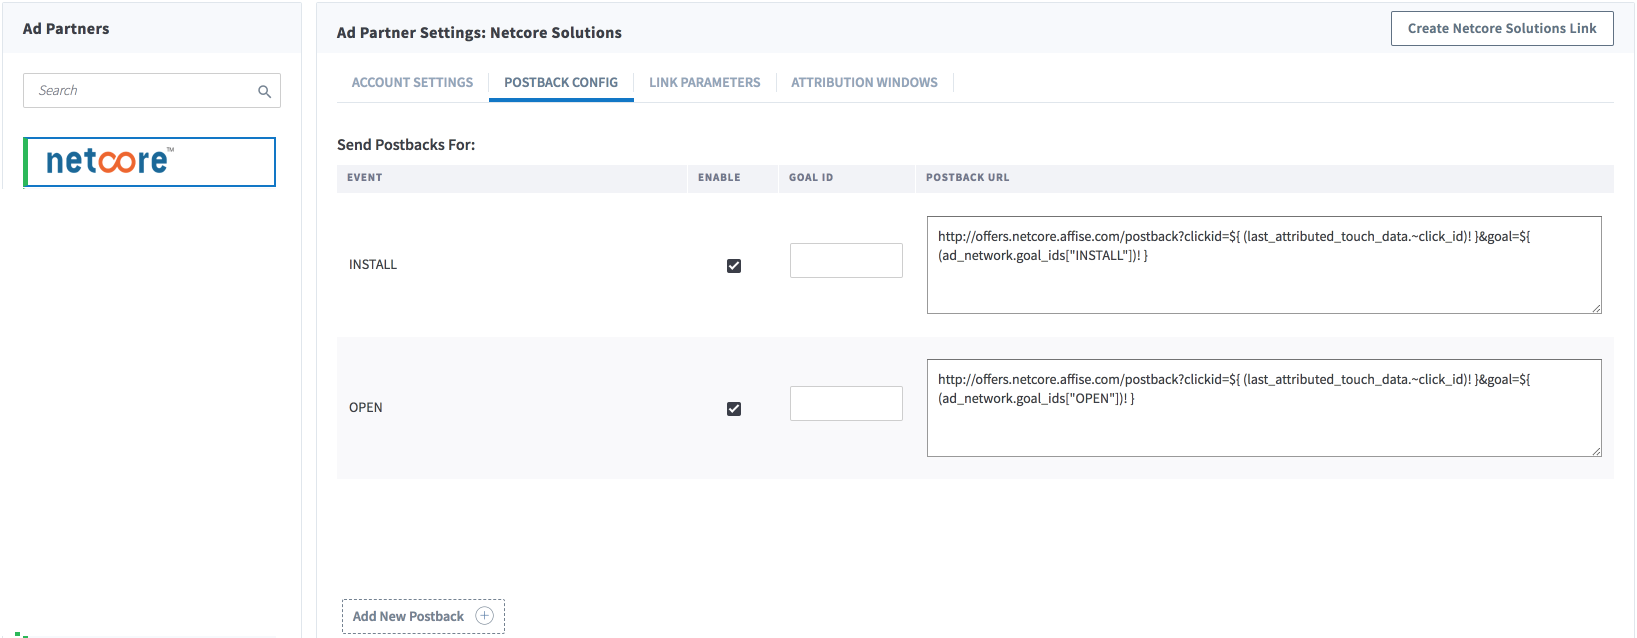 Ad Partners
Search
netcore™
Ad Partner Settings: Netcore Solutions
Create Netcore Solutions Link
ACCOUNT SETTINGS
POSTBACK CONFIG
LINK PARAMETERS
ATTRIBUTION WINDOWS
Send Postbacks For:
EVENT
ENABLE
GOAL ID
POSTBACK URL
INSTALL
http://offers.netcore.affise.com/postback?clickid=${ (last_attributed_touch_data.~click_id)! }&goal=${
(ad_network.goal_ids["INSTALL"])! }
OPEN
http://offers.netcore.affise.com/postback?clickid=${ (last_attributed_touch_data.~click_id)! }&goal=${
(ad_network.goal_ids["OPEN"])! }
Add New Postback